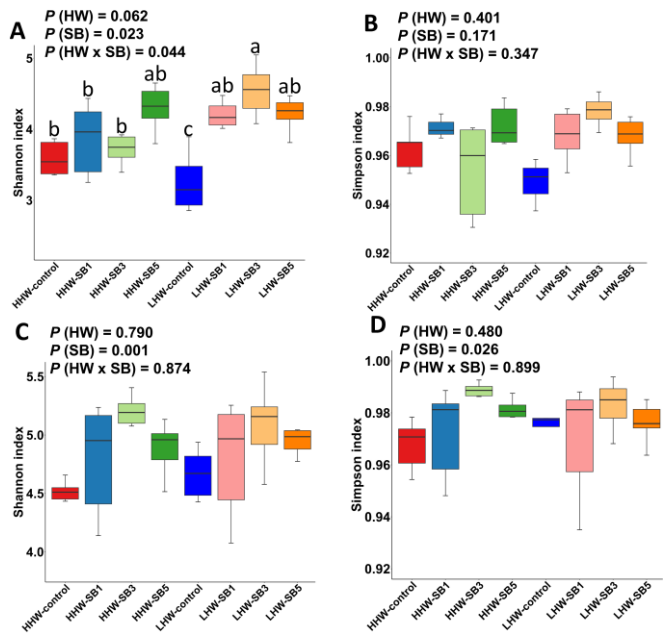 A
P (HW) = 0.062
P (SB) = 0.023
P (HW x SB) = 0.044
Shannon index
5
4
3
b
b
b
ab
c
ab
a
ab
HHW-control
HHW-SB1
HHW-SB3
HHW-SB5
LHW-control
LHW-SB1
LHW-SB3
LHW-SB5
B
P (HW) = 0.401
P (SB) = 0.171
P (HW x SB) = 0.347
Simpson index
1.00
0.98
0.96
0.94
0.92
HHW-control
HHW-SB1
HHW-SB3
HHW-SB5
LHW-control
LHW-SB1
LHW-SB3
LHW-SB5
C
P (HW) = 0.790
P (SB) = 0.001
P (HW x SB) = 0.874
Shannon index
5.5
5.0
4.5
4.0
HHW-control
HHW-SB1
HHW-SB3
HHW-SB5
LHW-control
LHW-SB1
LHW-SB3
LHW-SB5
D
P (HW) = 0.480
P (SB) = 0.026
P (HW x SB) = 0.899
Simpson index
1.00
0.98
0.96
0.94
0.92
HHW-control
HHW-SB1
HHW-SB3
HHW-SB5
LHW-control
LHW-SB1
LHW-SB3
LHW-SB5